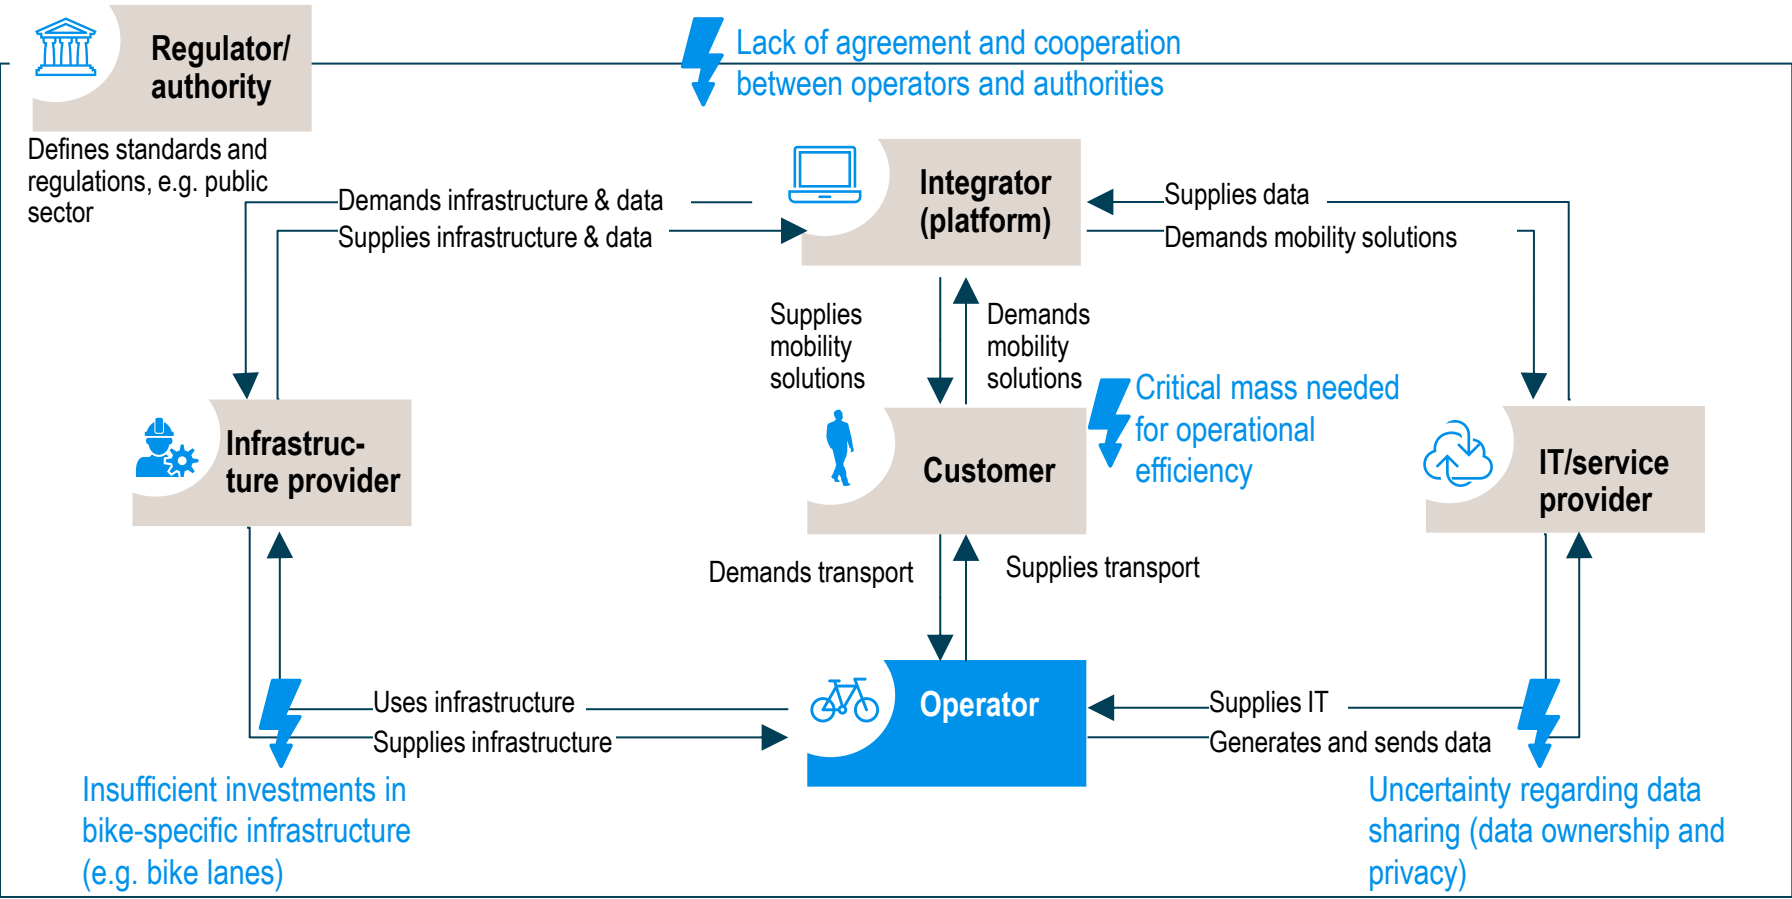 Regulator/
authority
Defines standards and
regulations, e.g. public
sector
Lack of agreement and cooperation
between operators and authorities
Integrator
(platform)
Demands infrastructure & data
Supplies infrastructure & data
Supplies data
Demands mobility solutions
Supplies
mobility
solutions
Demands
mobility
solutions
Critical mass needed
for operational
efficiency
Infrastruc-
ture provider
Customer
IT/service
provider
Demands transport
Supplies transport
Operator
Uses infrastructure
Supplies infrastructure
Supplies IT
Generates and sends data
Insufficient investments in
bike-specific infrastructure
(e.g. bike lanes)
Uncertainty regarding data
sharing (data ownership and
privacy)